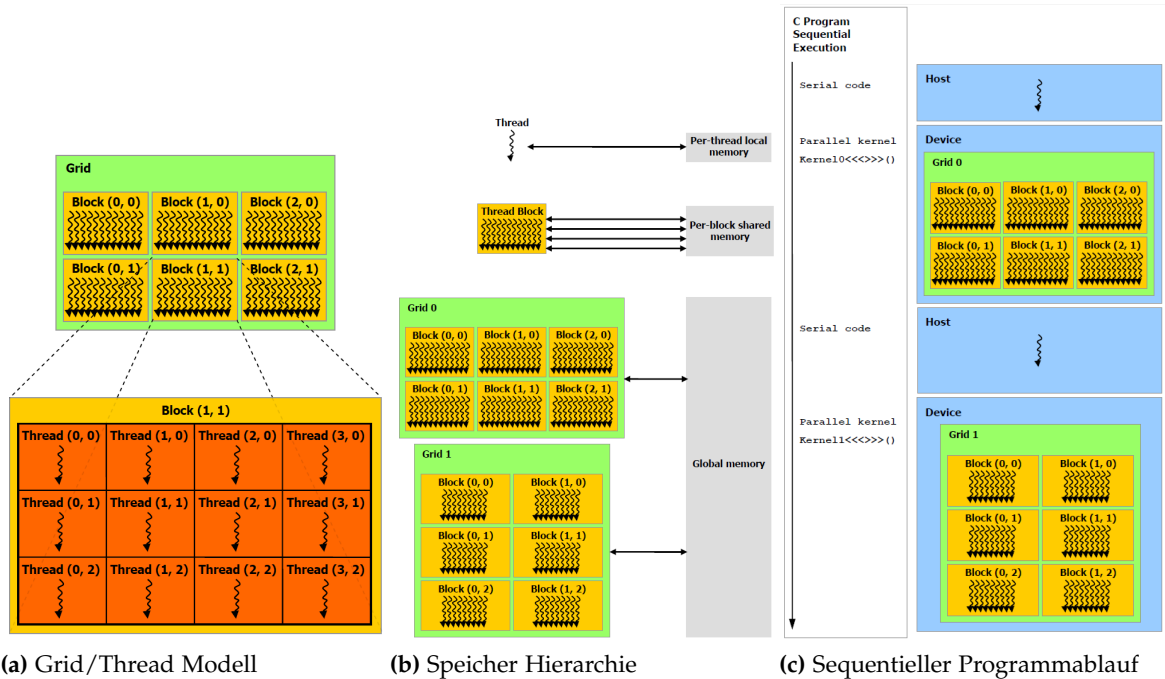 Grid
Block (0, 0) Block (1, 0) Block (2, 0)
Block (0, 1) Block (1, 1) Block (2, 1)
Block (1, 1)
Thread (0, 0) Thread (1, 0) Thread (2, 0) Thread (3, 0)
Thread (0, 1) Thread (1, 1) Thread (2, 1) Thread (3, 1)
Thread (0, 2) Thread (1, 2) Thread (2, 2) Thread (3, 2)
(a) Grid/Thread Modell
Thread
Per-thread local
memory
Thread Block
Per-block shared
memory
Grid 0
Block (0, 0) Block (1, 0) Block (2, 0)
Block (0, 1) Block (1, 1) Block (2, 1)
Grid 1
Block (0, 0) Block (1, 0)
Block (0, 1) Block (1, 1)
Block (0, 2) Block (1, 2)
Global memory
(b) Speicher Hierarchie
C Program
Sequential
Execution
Serial code
Host
Parallel kernel
Kernel0<<<>>>()
Device
Grid 0
Block (0, 0) Block (1, 0) Block (2, 0)
Block (0, 1) Block (1, 1) Block (2, 1)
Serial code
Host
Parallel kernel
Kernel1<<<>>>()
Device
Grid 1
Block (0, 0) Block (1, 0)
Block (0, 1) Block (1, 1)
Block (0, 2) Block (1, 2)
(c) Sequentieller Programmablauf